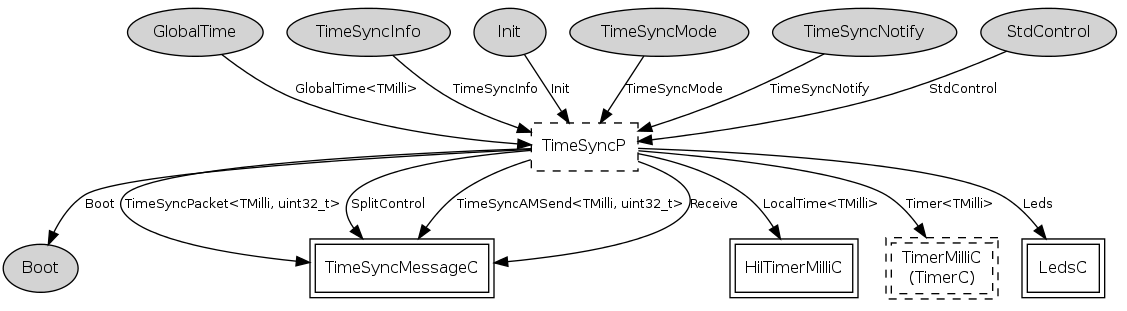 GlobalTime
TimeSyncInfo
Init
TimeSyncMode
TimeSyncNotify
StdControl
GlobalTime<TMilli>
TimeSyncInfo
Init
TimeSyncMode
TimeSyncNotify
StdControl
TimeSyncP
Boot
TimeSyncPacket<TMilli, uint32_t>
SplitControl
TimeSyncAMSend<TMilli, uint32_t>
Receive
LocalTime<TMilli>
Timer<TMilli>
Leds
Boot
TimeSyncMessageC
HilTimerMilliC
TimerMilliC
(TimerC)
LedsC